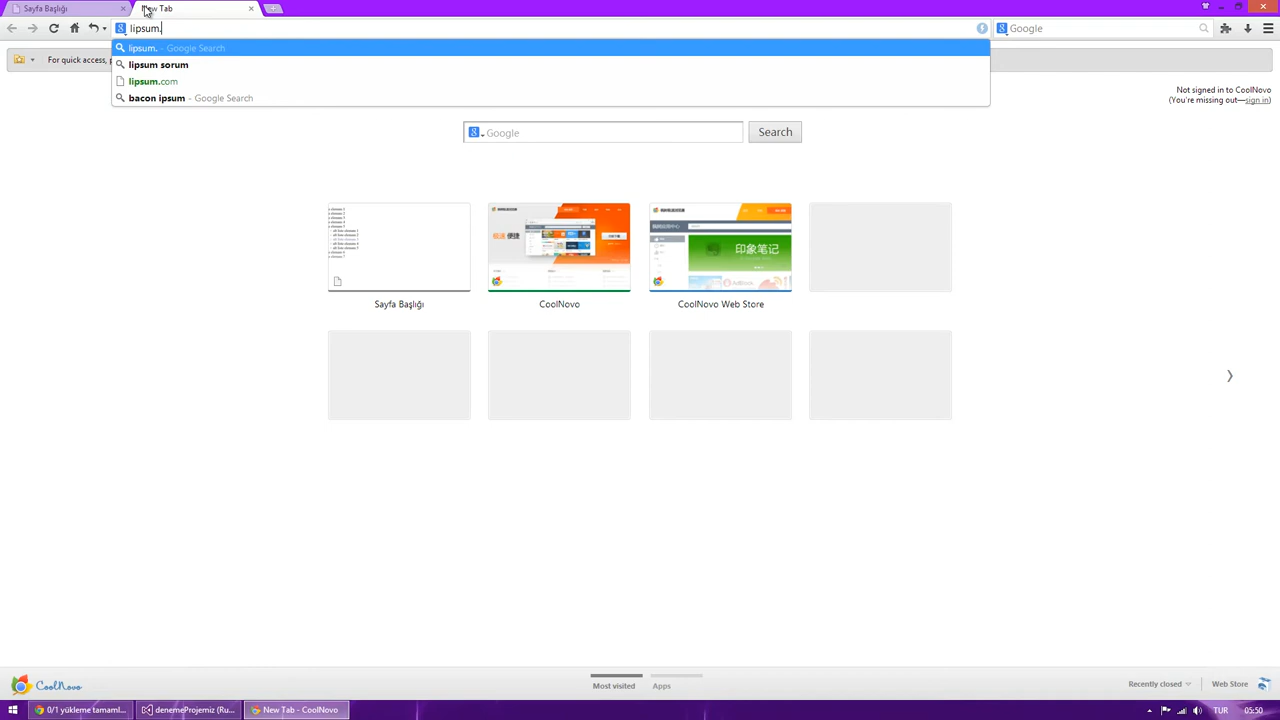 Sayfa Başlığı
New Tab
lipsum.
Google
lipsum. - Google Search
lipsum sorum
lipsum.com
bacon ipsum - Google Search
For quick access, p
Not signed in to CoolNovo
(You're missing out—sign in)
Google
Search
印象笔记
Sayfa Başlığı
CoolNovo
CoolNovo Web Store
CoolNovo
Most visited
Apps
Recently closed
Web Store
0/1 yükleme tamaml...
denemeProjemiz (Ru...
New Tab - CoolNovo
TUR
05:50